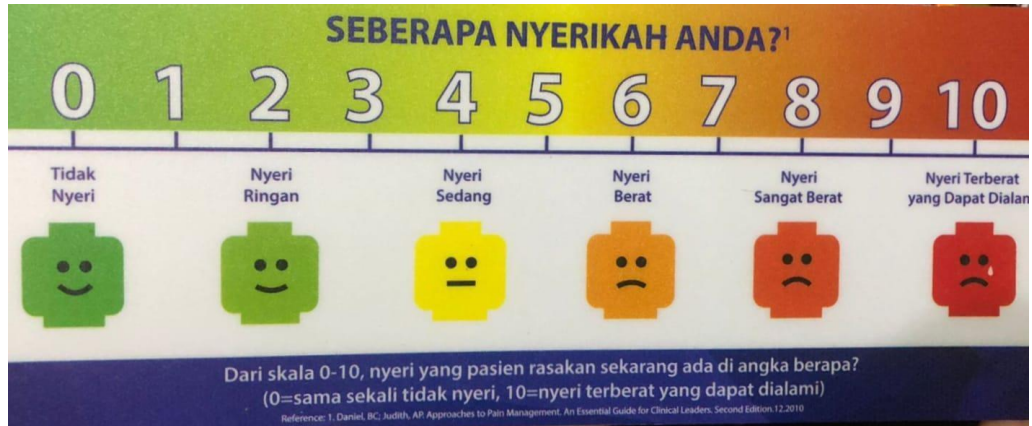 SEBERAPA NYERIKAH ANDA?¹
0 1 2 3 4 5 6 7 8 9 10
Tidak Nyeri
Nyeri Ringan
Nyeri Sedang
Nyeri Berat
Nyeri Sangat Berat
Nyeri Terberat yang Dapat Dialam
Dari skala 0-10, nyeri yang pasien rasakan sekarang ada di angka berapa?
(0=sama sekali tidak nyeri, 10=nyeri terberat yang dapat dialami)
Reference: 1. Daniel, BC; Judith, AP. Approaches to Pain Management, An Essential Guide for Clinical Leaders. Second Edition.12.2010